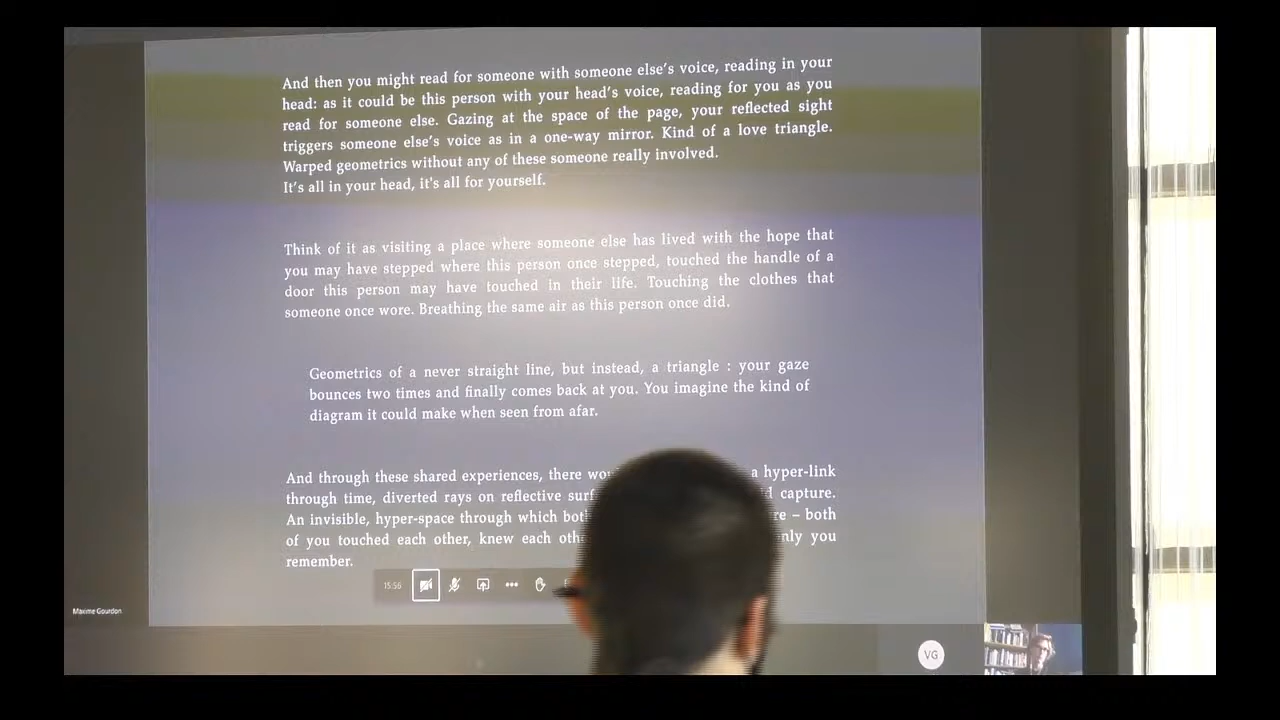 And then you might read for someone with someone else's voice, reading in your
head: as it could be this person with your head's voice, reading for you as you
read for someone else. Gazing at the space of the page, your reflected sight
triggers someone else's voice as in a one-way mirror. Kind of a love triangle.
Warped geometrics without any of these someone really involved.
It's all in your head, it's all for yourself.
Think of it as visiting a place where someone else has lived with the hope that
you may have stepped where this person once stepped, touched the handle of a
door this person may have touched in their life. Touching the clothes that
someone once wore. Breathing the same air as this person once did.
Geometrics of a never straight line, but instead, a triangle : your gaze
bounces two times and finally comes back at you. You imagine the kind of
diagram it could make when seen from afar.
And through these shared experiences, there a hyper-link
through time, diverted rays on reflective capture.
An invisible, hyper-space through which – both
of you touched each other, knew each you
remember.
15:56
Maxime Gourdon
VG